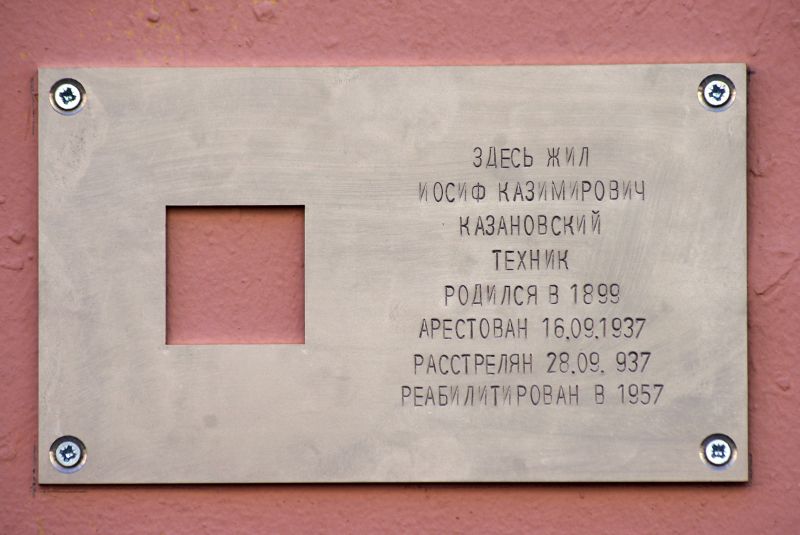 ЗДЕСЬ ЖИЛ
ИОСИФ КАЗИМИРОВИЧ
КАЗАНОВСКИЙ
ТЕХНИК
РОДИЛСЯ В 1899
АРЕСТОВАН 16.09.1937
РАССТРЕЛЯН 28.09. 937
РЕАБИЛИТИРОВАН В 1957